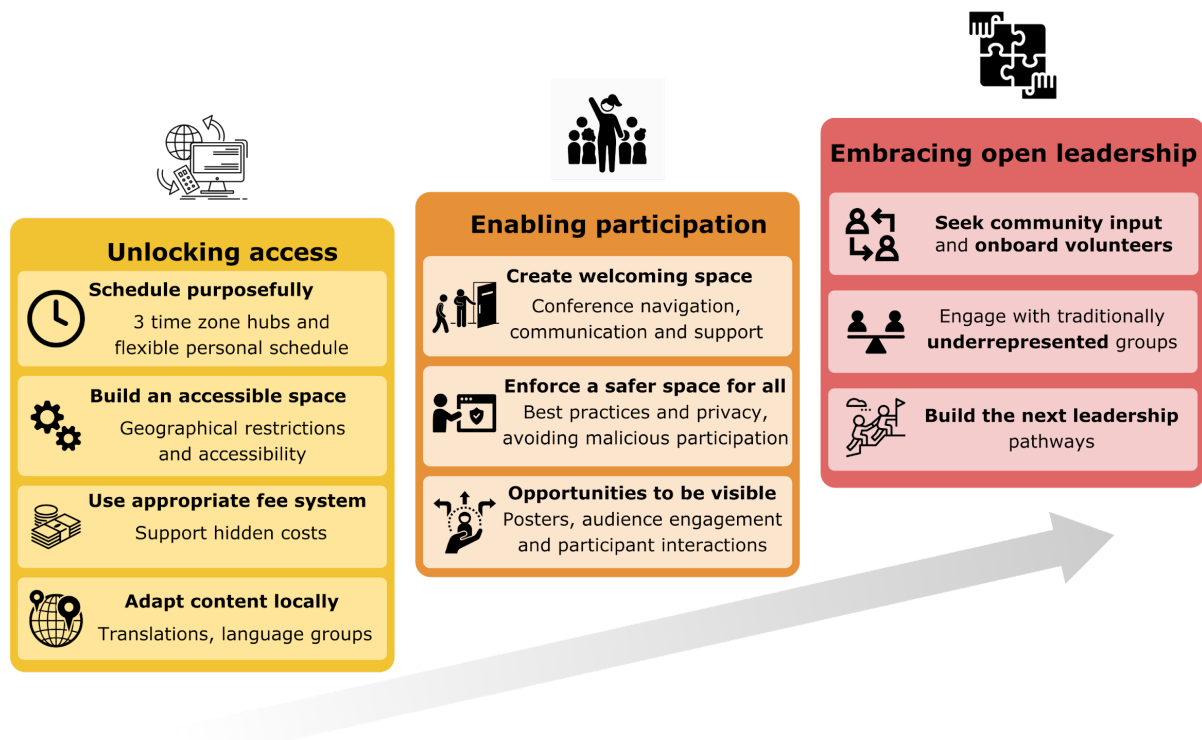 Unlocking access
Schedule purposefully
3 time zone hubs and
flexible personal schedule
Build an accessible space
Geographical restrictions
and accessibility
Use appropriate fee system
Support hidden costs
Adapt content locally
Translations, language groups
Enabling participation
Create welcoming space
Conference navigation,
communication and support
Enforce a safer space for all
Best practices and privacy,
avoiding malicious participation
Opportunities to be visible
Posters, audience engagement
and participant interactions
Embracing open leadership
Seek community input
and onboard volunteers
Engage with traditionally
underrepresented groups
Build the next leadership
pathways